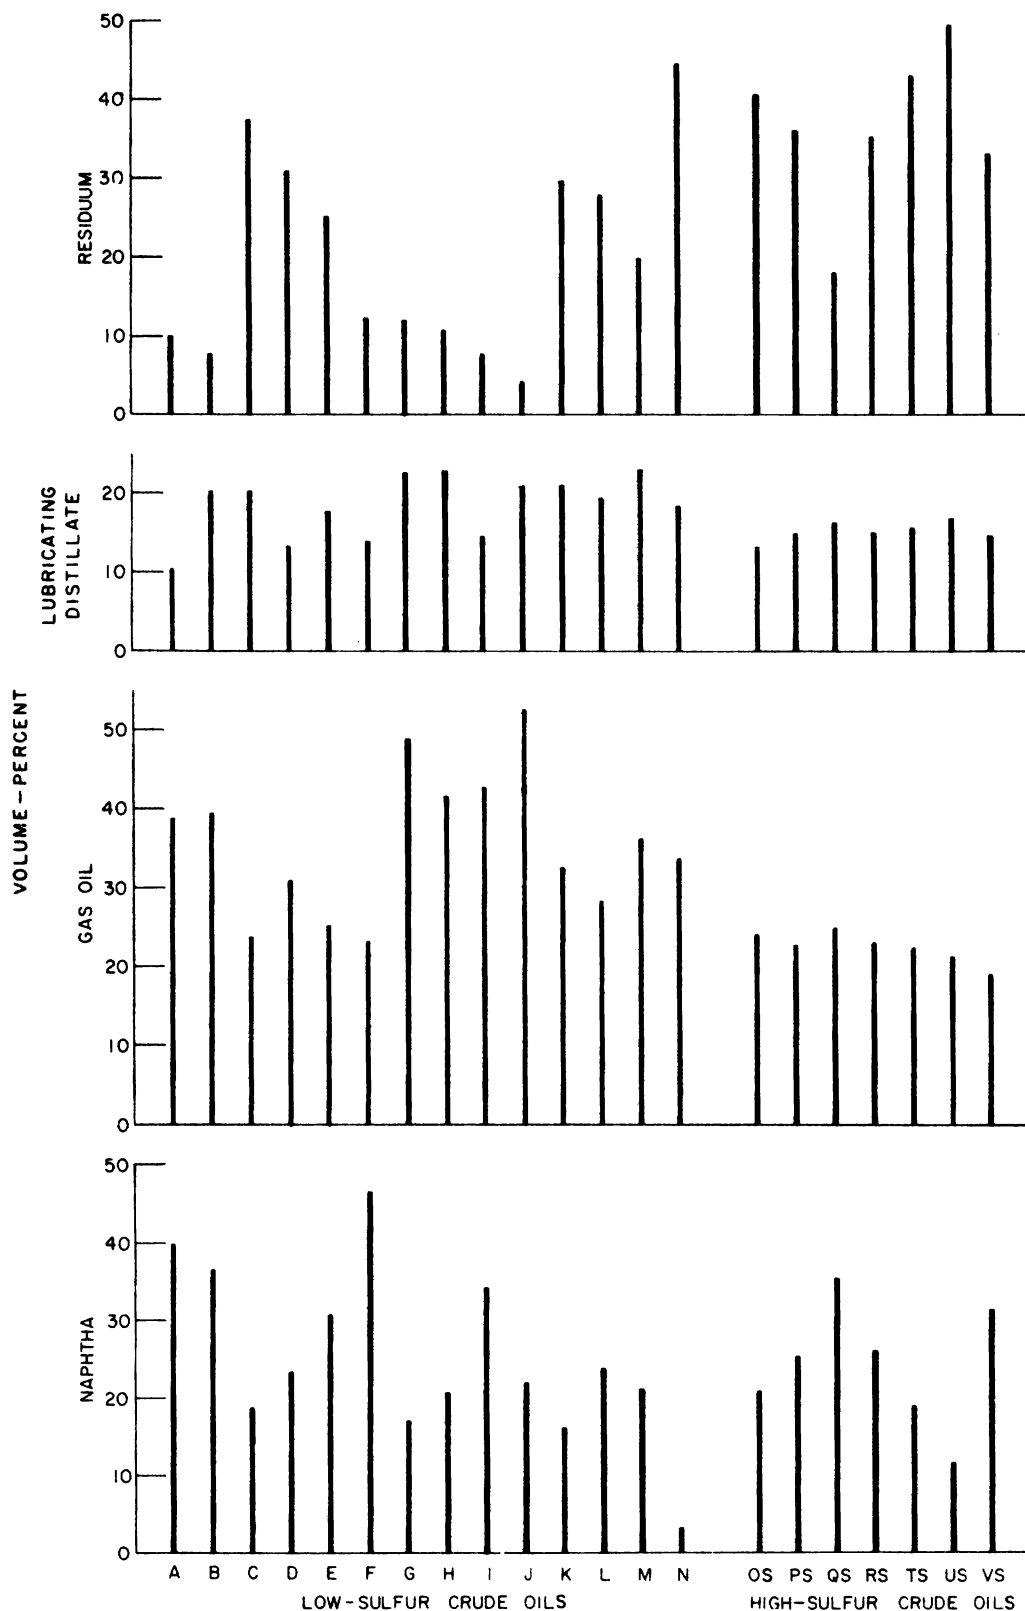 VOLUME-PERCENT
RESIDUUM
50
40
30
20
10
0
LUBRICATING
DISTILLATE
20
10
0
GAS OIL
50
40
30
20
10
0
NAPHTHA
50
40
30
20
10
0
A B C D E F G H I J K L M N OS PS QS RS TS US VS
LOW-SULFUR CRUDE OILS HIGH-SULFUR CRUDE OILS